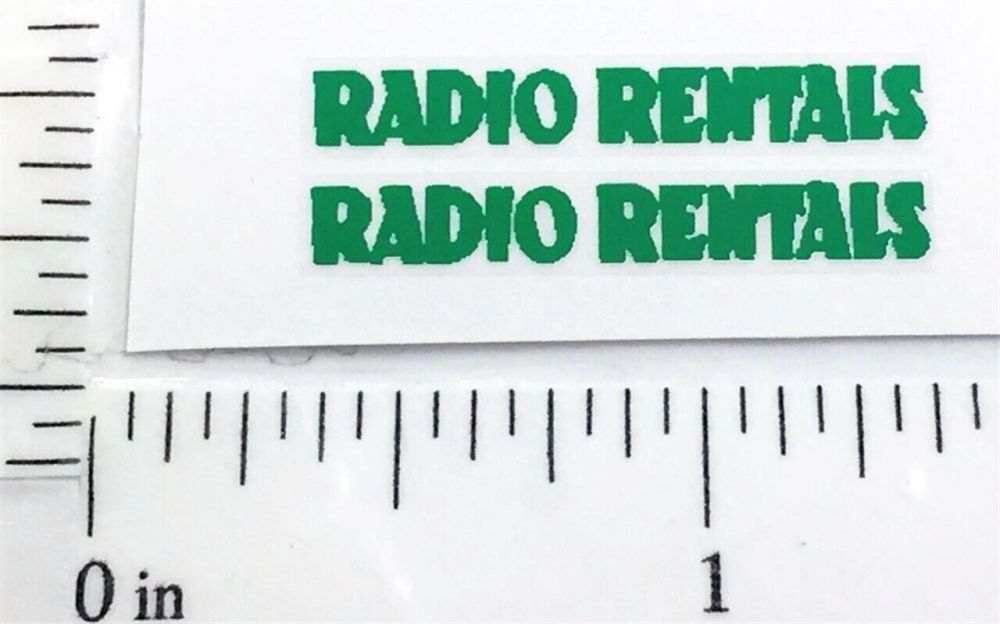 RADIO RENTALS
RADIO RENTALS
0 in 1